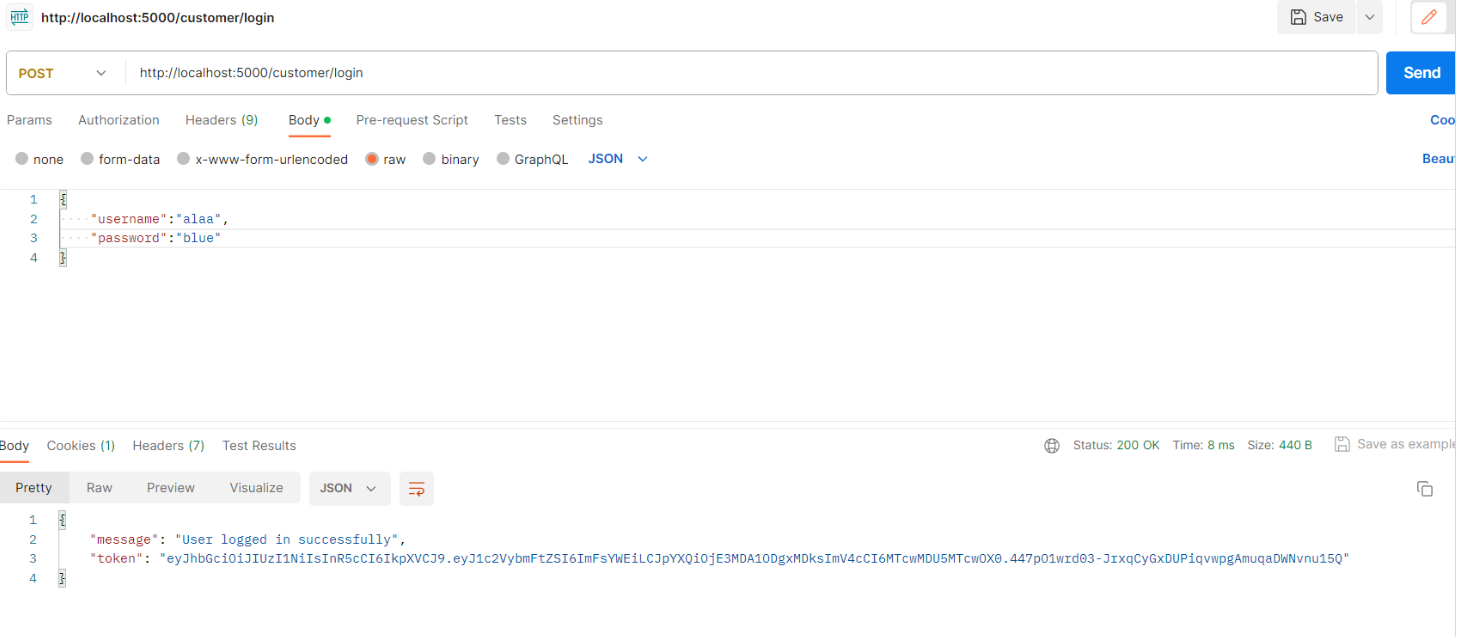 HTTP http://localhost:5000/customer/login Save
POST http://localhost:5000/customer/login Send
Params Authorization Headers (9) Body Pre-request Script Tests Settings Coo
none form-data x-www-form-urlencoded raw binary GraphQL JSON Beau
1 {
2 "username":"alaa",
3 "password":"blue"
4 }
Body Cookies (1) Headers (7) Test Results Status: 200 OK Time: 8 ms Size: 440 B Save as example
Pretty Raw Preview Visualize JSON
1 {
2 "message": "User logged in successfully",
3 "token": "eyJhbGciOiJIUzI1NiIsInR5cCI6IkpXVCJ9.eyJ1c2VybmFtZSI6ImFsYWEiLCJpYXQiOjE3MDA1ODgxMDksImV4cCI6MTcwMDU5MTcwOX0.447pO1wrd03-JrxqCyGxDUPiqvwpgAmuqaDWNvnu15Q"
4 }